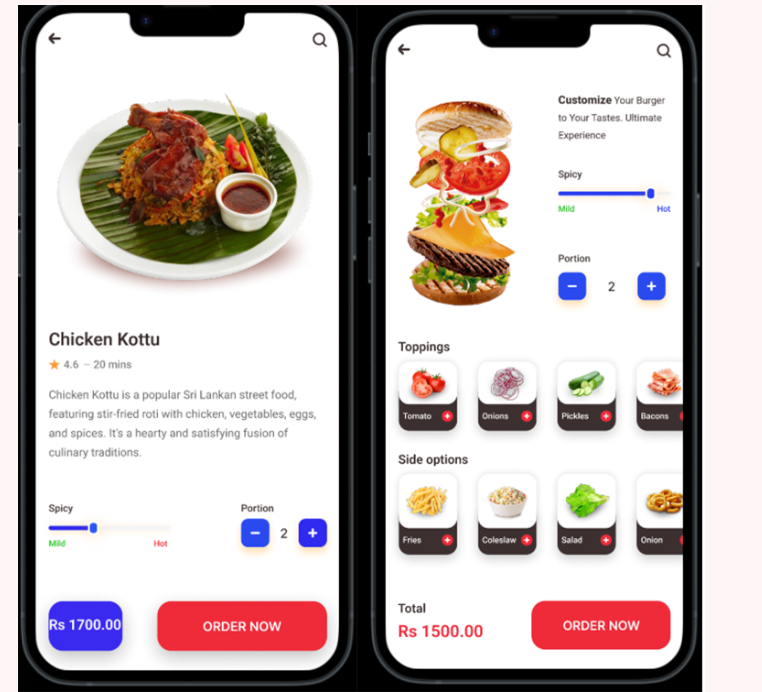 Chicken Kottu
4.6 – 20 mins
Chicken Kottu is a popular Sri Lankan street food,
featuring stir-fried roti with chicken, vegetables, eggs,
and spices. It's a hearty and satisfying fusion of
culinary traditions.
Spicy
Mild Hot
Portion
− 2 +
Rs 1700.00
ORDER NOW
Customize Your Burger
to Your Tastes. Ultimate
Experience
Spicy
Mild Hot
Portion
− 2 +
Toppings
Tomato + Onions + Pickles + Bacons +
Side options
Fries + Coleslaw + Salad + Onion +
Total
Rs 1500.00
ORDER NOW